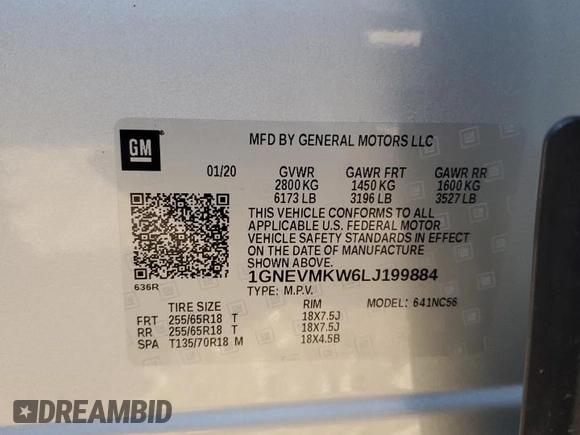 GM
MFD BY GENERAL MOTORS LLC
01/20 GVWR GAWR FRT GAWR RR
2800 KG 1450 KG 1600 KG
6173 LB 3196 LB 3527 LB
THIS VEHICLE CONFORMS TO ALL
APPLICABLE U.S. FEDERAL MOTOR
VEHICLE SAFETY STANDARDS IN EFFECT
ON THE DATE OF MANUFACTURE
SHOWN ABOVE.
636R
1GNEVMKW6LJ199884
TYPE: M.P.V. MODEL: 641NC56
TIRE SIZE RIM
FRT 255/65R18 T 18X7.5J
RR 255/65R18 T 18X7.5J
SPA T135/70R18 M 18X4.5B
DREAMBID